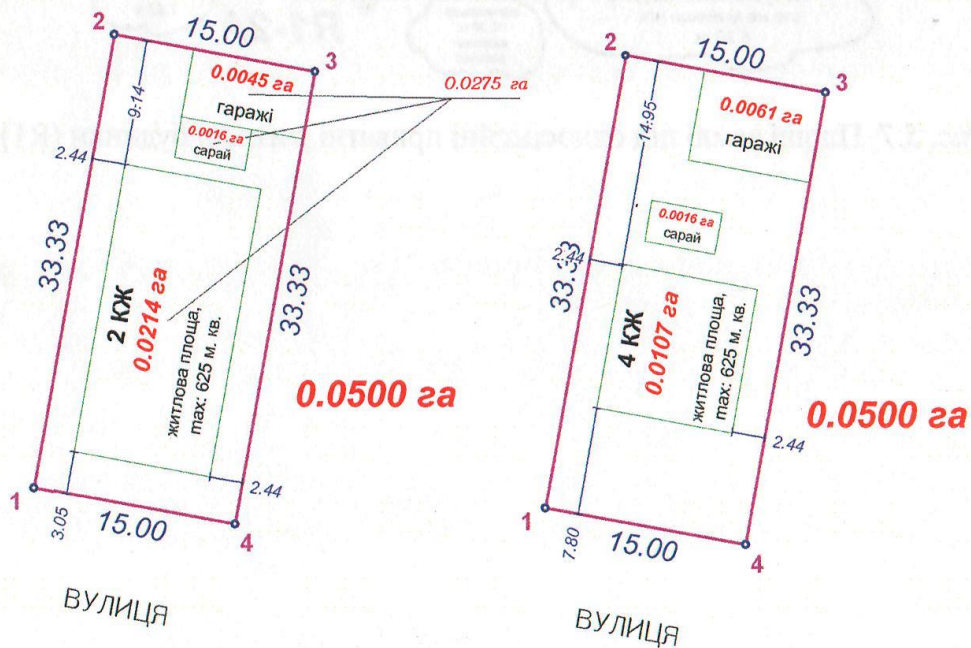 2
15.00
3
0.0045 га
0.0275 га
гаражі
9.14
0.0016 га
сарай
2.44
33.33
33.33
2 КЖ
0.0214 га
житлова площа,
max: 625 м. кв.
0.0500 га
1
2.44
3.05
15.00
4
ВУЛИЦЯ
2
15.00
3
0.0061 га
гаражі
14.95
0.0016 га
сарай
2.44
33.33
33.33
4 КЖ
0.0107 га
житлова площа,
max: 625 м. кв.
0.0500 га
2.44
1
7.80
15.00
4
ВУЛИЦЯ